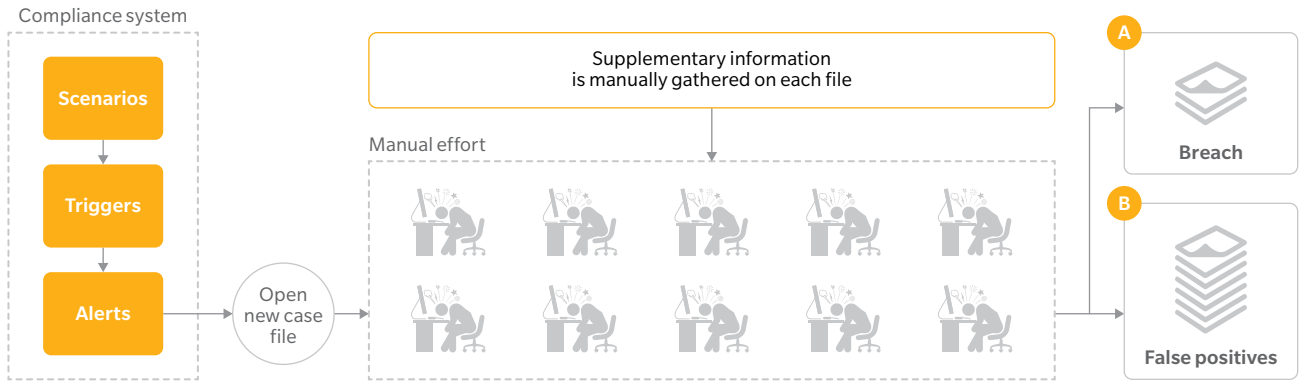 Compliance system
Scenarios
Triggers
Alerts
Open
new case
file
Supplementary information
is manually gathered on each file
Manual effort
A
Breach
B
False positives